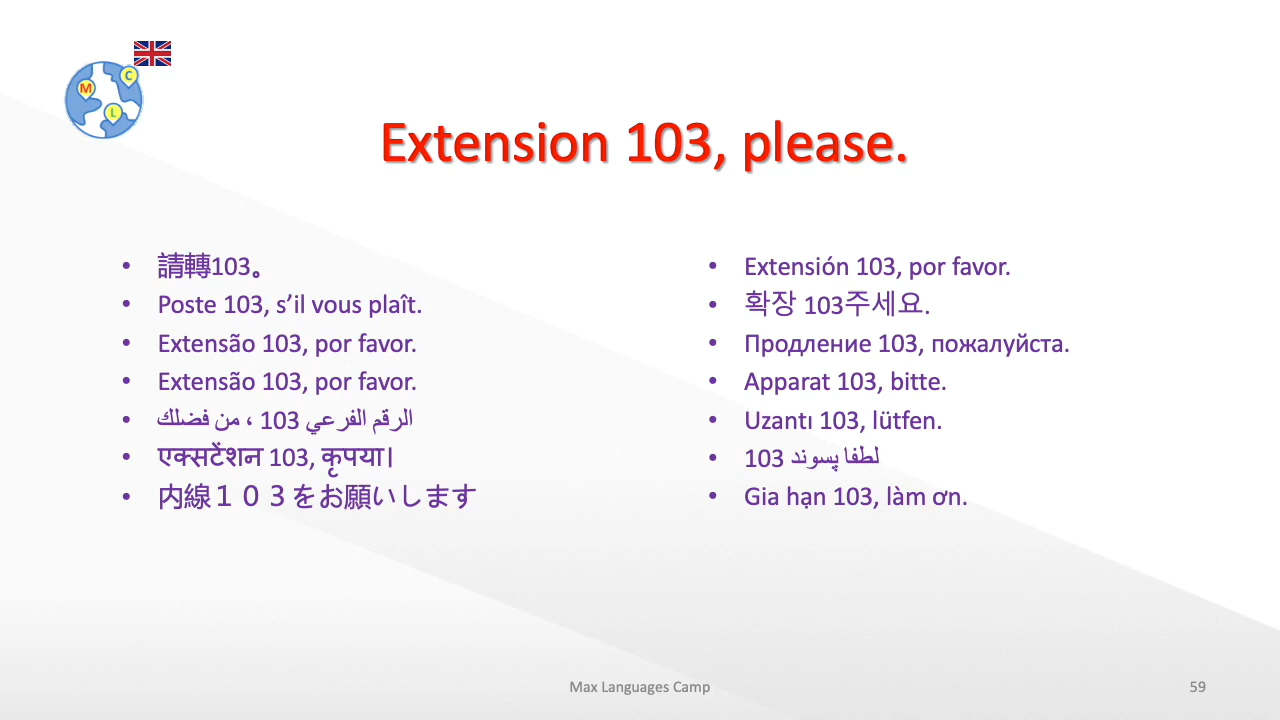 M
C
L
Extension 103, please.
請轉103。
Poste 103, s’il vous plaît.
Extensão 103, por favor.
Extensão 103, por favor.
الرقم الفرعي 103 ، من فضلك
एक्सटेंशन 103, कृपया।
内線１０３をお願いします
Extensión 103, por favor.
확장 103주세요.
Продление 103, пожалуйста.
Apparat 103, bitte.
Uzantı 103, lütfen.
لطفا پسوند 103
Gia hạn 103, làm ơn.
Max Languages Camp
59